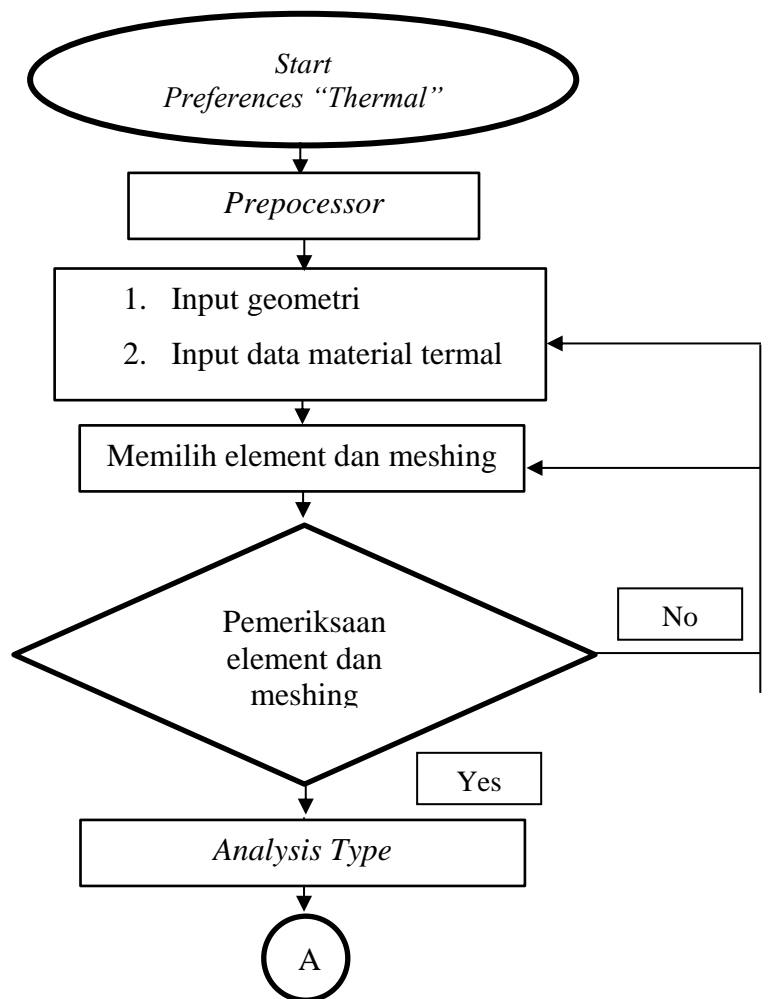 Start
Preferences “Thermal”
Prepocessor
1. Input geometri
2. Input data material termal
Memilih element dan meshing
Pemeriksaan
element dan
meshing
No
Yes
Analysis Type
A